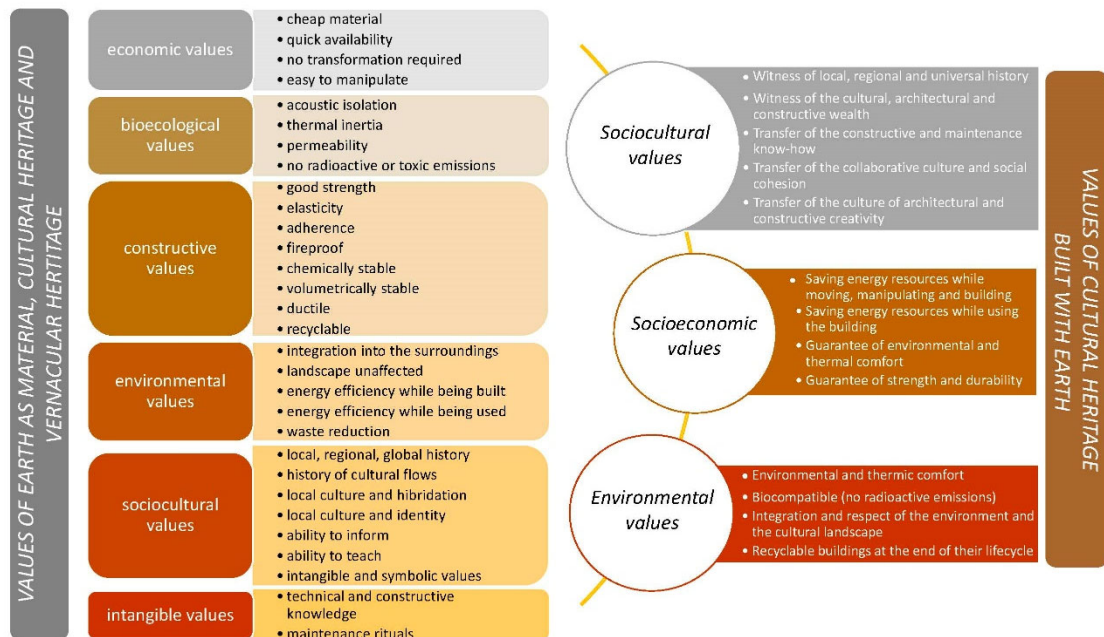 VALUES OF EARTH AS MATERIAL, CULTURAL HERITAGE AND
VERNACULAR HERTITAGE
economic values
• cheap material
• quick availability
• no transformation required
• easy to manipulate
bioecological
values
• acoustic isolation
• thermal inertia
• permeability
• no radioactive or toxic emissions
constructive
values
• good strength
• elasticity
• adherence
• fireproof
• chemically stable
• volumetrically stable
• ductile
• recyclable
environmental
values
• integration into the surroundings
• landscape unaffected
• energy efficiency while being built
• energy efficiency while being used
• waste reduction
sociocultural
values
• local, regional, global history
• history of cultural flows
• local culture and hibridation
• local culture and identity
• ability to inform
• ability to teach
• intangible and symbolic values
intangible values
• technical and constructive
knowledge
• maintenance rituals
Sociocultural
values
• Witness of local, regional and universal history
• Witness of the cultural, architectural and
constructive wealth
• Transfer of the constructive and maintenance
know-how
• Transfer of the collaborative culture and social
cohesion
• Transfer of the culture of architectural and
constructive creativity
Socioeconomic
values
• Saving energy resources while
moving, manipulating and building
• Saving energy resources while using
the building
• Guarantee of environmental and
thermal comfort
• Guarantee of strength and durability
Environmental
values
• Environmental and thermic comfort
• Biocompatible (no radioactive emissions)
• Integration and respect of the environment and
the cultural landscape
• Recyclable buildings at the end of their lifecycle
VALUES OF CULTURAL HERITAGE
BUILT WITH EARTH